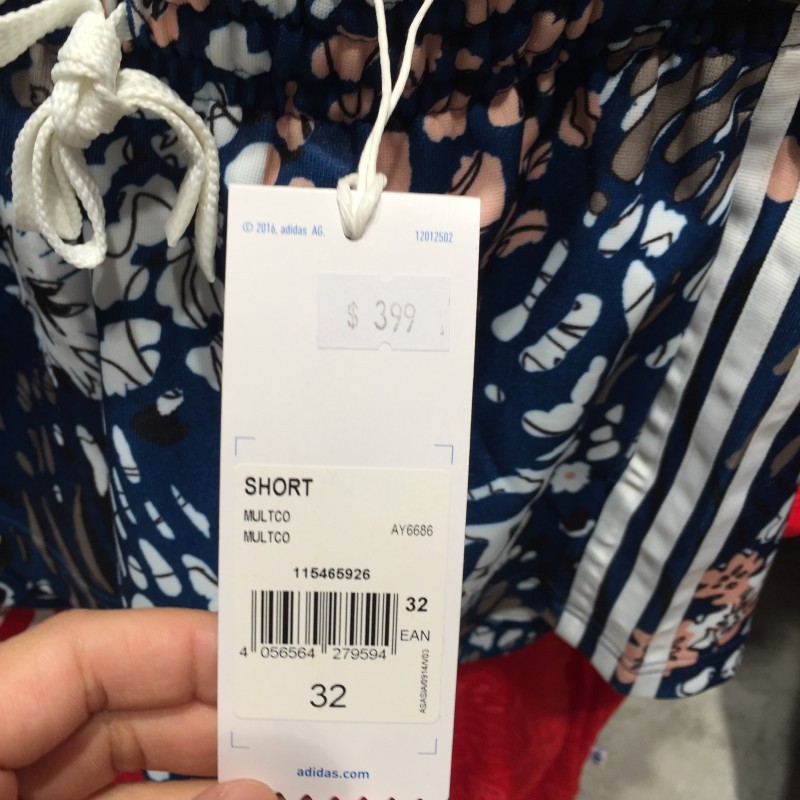 © 2016, adidas AG.
12012502
$ 399
SHORT
MULTCO
MULTCO
AY6686
115465926
32
EAN
4 056564 279594
32
adidas.com